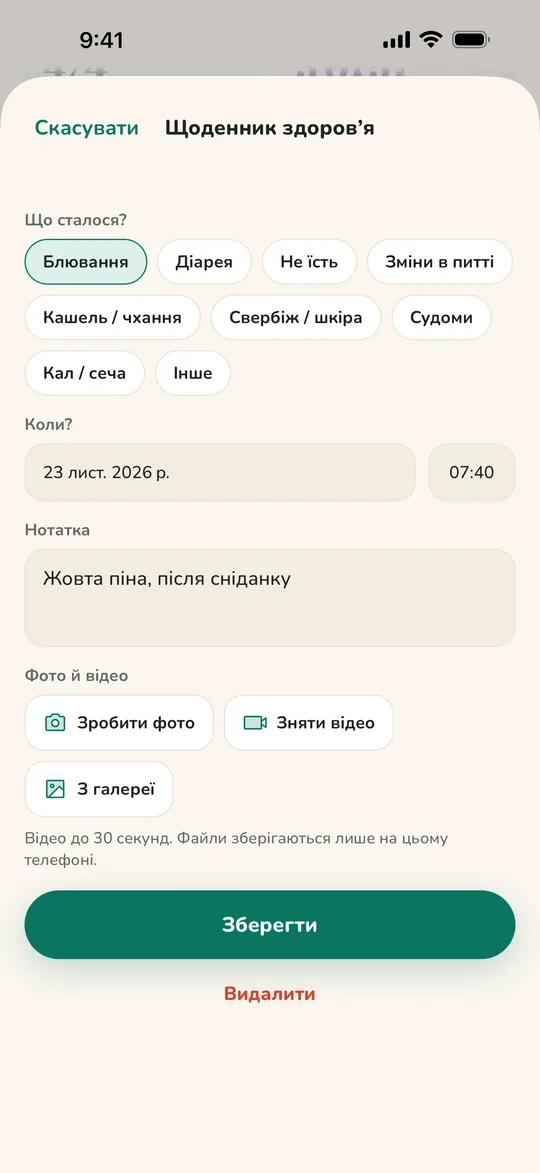 9:41
Скасувати Щоденник здоров’я
Що сталося?
Блювання Діарея Не їсть Зміни в питті
Кашель / чхання Свербіж / шкіра Судоми
Кал / сеча Інше
Коли?
23 лист. 2026 р. 07:40
Нотатка
Жовта піна, після сніданку
Фото й відео
Зробити фото Зняти відео
З галереї
Відео до 30 секунд. Файли зберігаються лише на цьому
телефоні.
Зберегти
Видалити